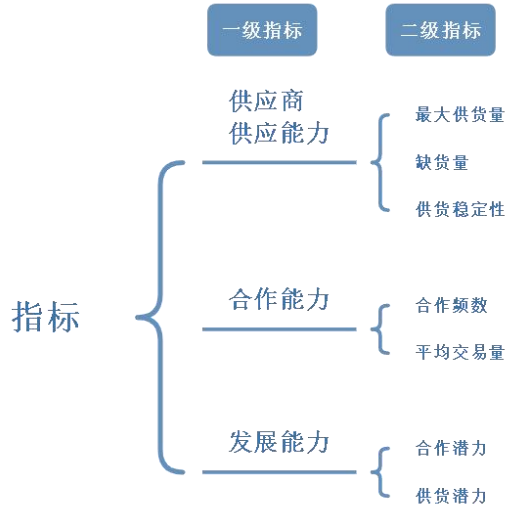 一级指标
二级指标
供应商
供应能力
最大供货量
缺货量
供货稳定性
指标
合作能力
合作频数
平均交易量
发展能力
合作潜力
供货潜力